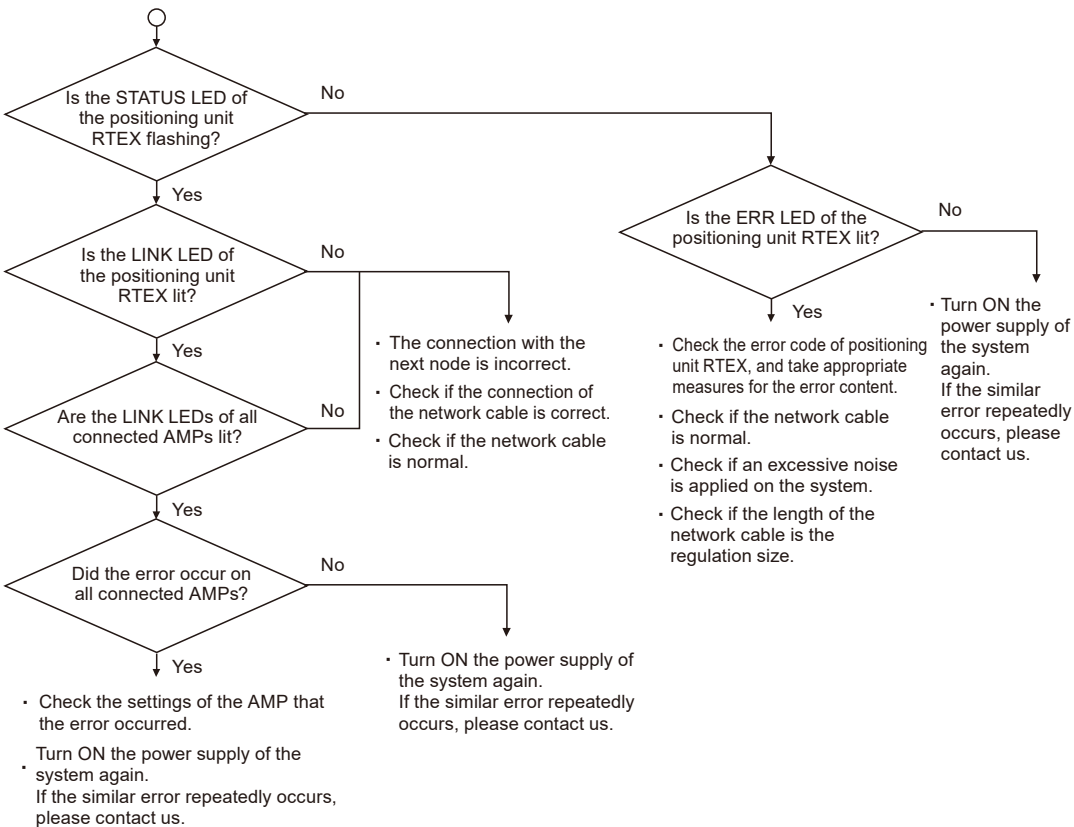 Is the STATUS LED of
the positioning unit
RTEX flashing?
No
Yes
Is the ERR LED of the
positioning unit RTEX lit?
No
Yes
Is the LINK LED of
the positioning unit
RTEX lit?
No
Yes
· Turn ON the
power supply of
the system
again.
If the similar
error repeatedly
occurs, please
contact us.
· The connection with the
next node is incorrect.
· Check if the connection of
the network cable is correct.
· Check if the network cable
is normal.
· Check the error code of positioning
unit RTEX, and take appropriate
measures for the error content.
· Check if the network cable
is normal.
· Check if an excessive noise
is applied on the system.
· Check if the length of the
network cable is the
regulation size.
Are the LINK LEDs of all
connected AMPs lit?
No
Yes
Did the error occur on
all connected AMPs?
No
Yes
· Turn ON the power supply of
the system again.
If the similar error repeatedly
occurs, please contact us.
· Check the settings of the AMP that
the error occurred.
· Turn ON the power supply of the
system again.
If the similar error repeatedly occurs,
please contact us.